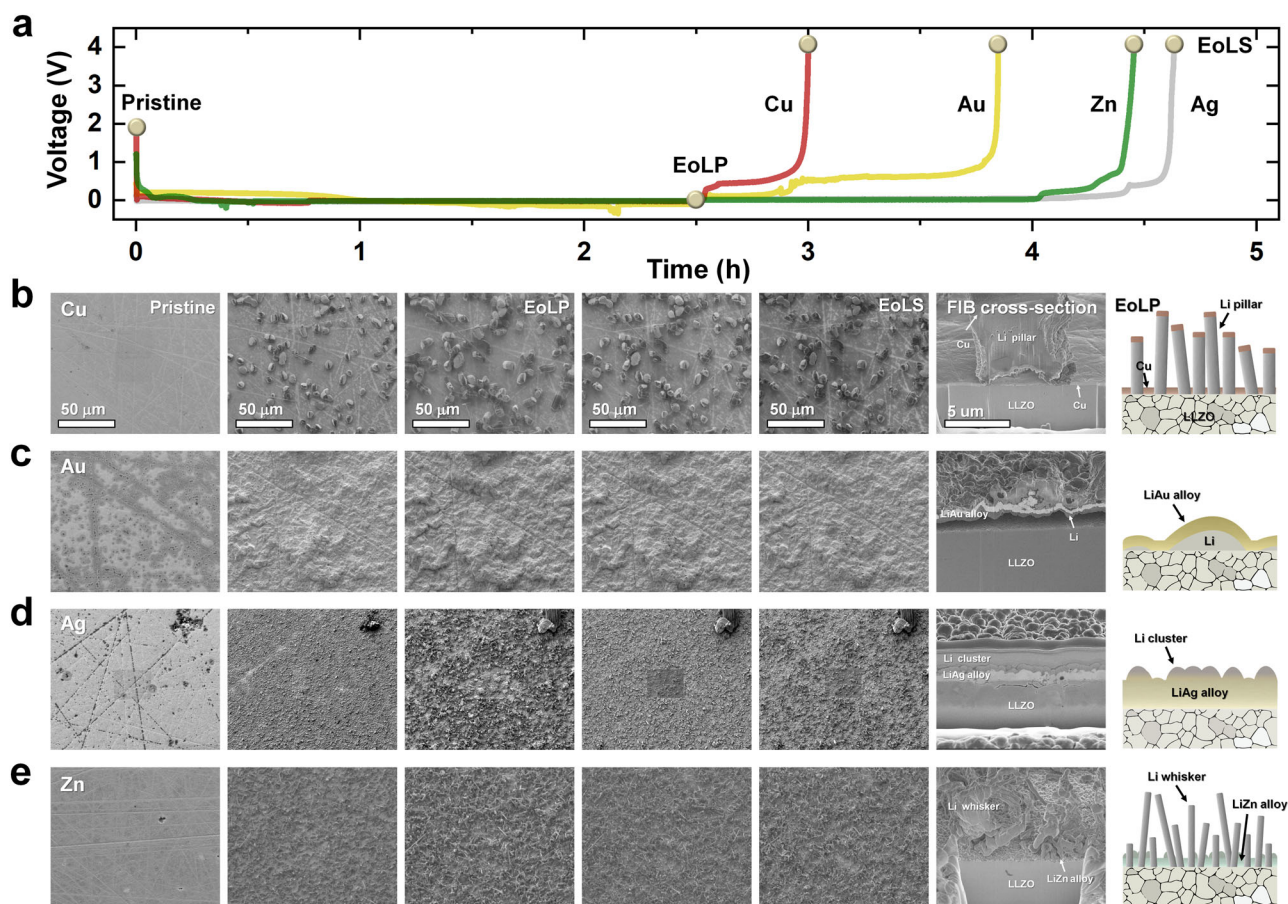 a
Voltage (V)
4
3
2
1
0
Pristine
EoLP
Cu
Au
Zn
Ag
EoLS
0
1
2
3
4
5
Time (h)
b
Cu
Pristine
EoLP
EoLS
FIB cross-section
50 μm
50 μm
50 μm
50 μm
50 μm
Cu
Li pillar
LLZO
Cu
5 um
EoLP
Li pillar
Cu
LLZO
c
Au
LiAu alloy
Li
LLZO
LiAu alloy
Li
d
Ag
Li cluster
LiAg alloy
LLZO
Li cluster
LiAg alloy
e
Zn
Li whisker
LiZn alloy
LLZO
Li whisker
LiZn alloy